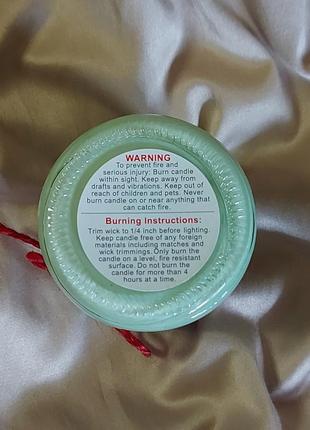 WARNING
To prevent fire and
serious injury: Burn candle
within sight. Keep away from
drafts and vibrations. Keep out of
reach of children and pets. Never
burn candle on or near anything that
can catch fire.
Burning Instructions:
Trim wick to 1/4 inch before lighting.
Keep candle free of any foreign
materials including matches and
wick trimmings. Only burn the
candle on a level, fire resistant
surface. Do not burn the
candle for more than 4
hours at a time.